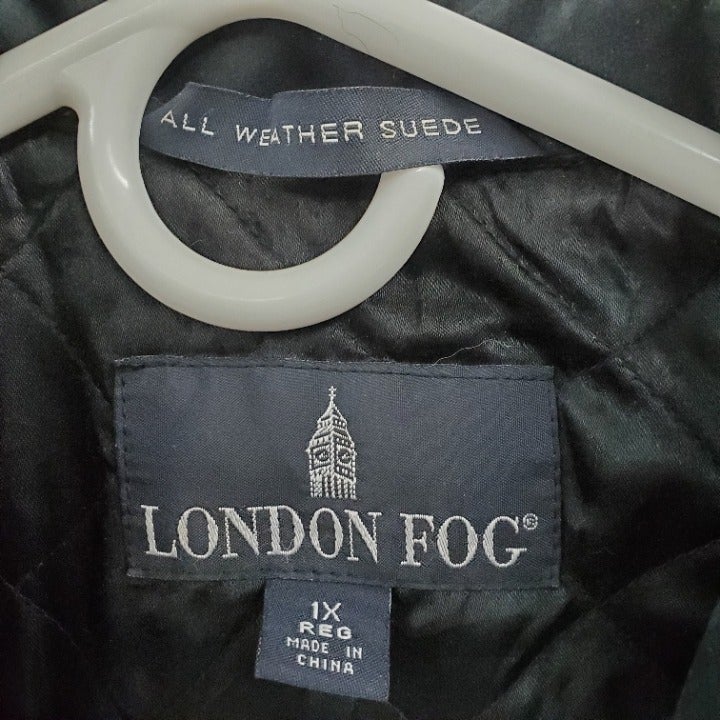 ALL WEATHER SUEDE
LONDON FOG®
1X
REG
MADE IN
CHINA